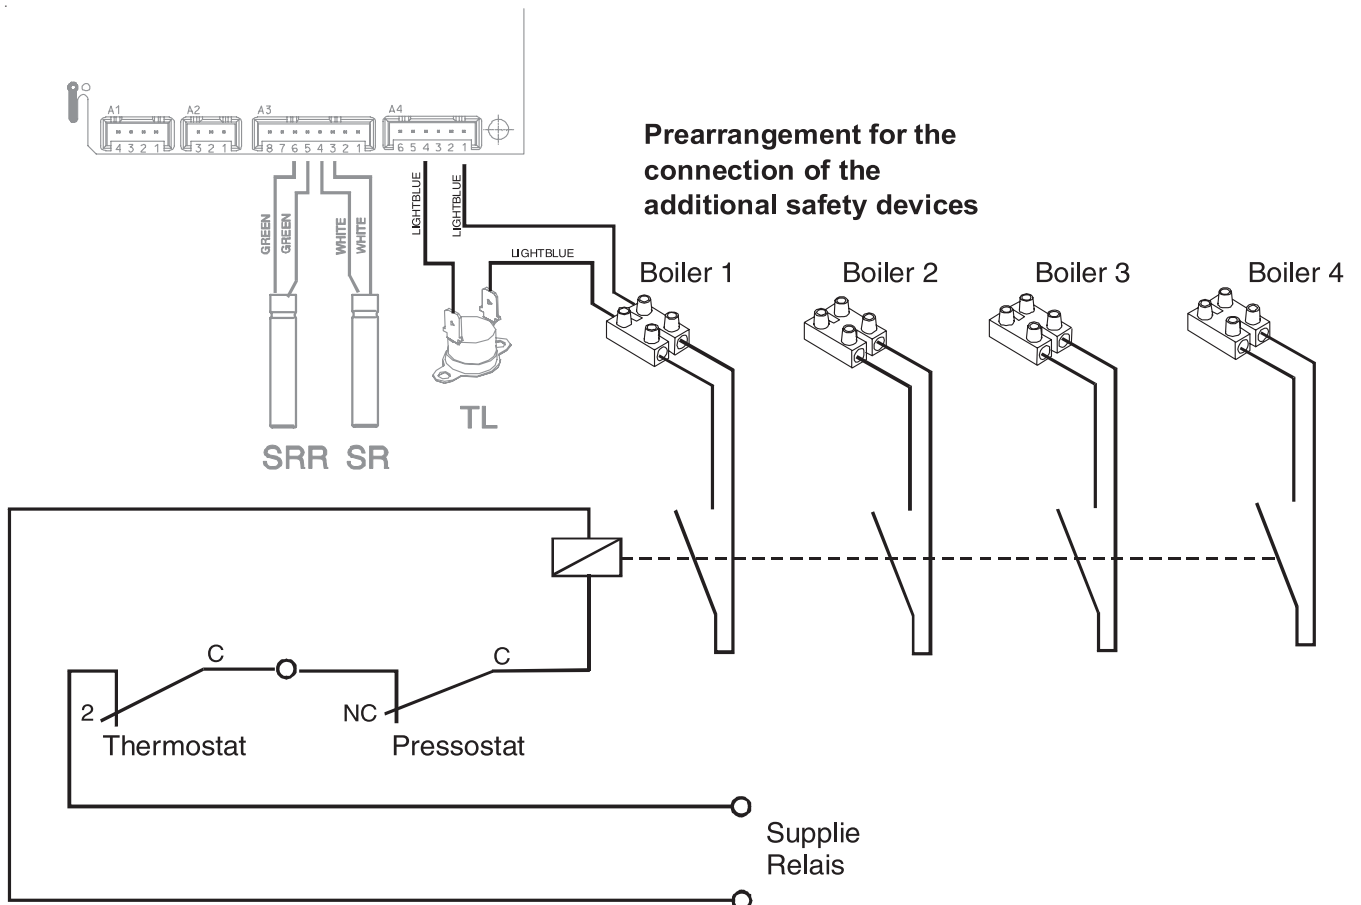 A1
A2
A3
A4
4 3 2 1
3 2 1
8 7 6 5 4 3 2 1
6 5 4 3 2 1
Prearrangement for the
connection of the
additional safety devices
GREEN
GREEN
WHITE
WHITE
LIGHTBLUE
LIGHTBLUE
LIGHTBLUE
Boiler 1
Boiler 2
Boiler 3
Boiler 4
TL
SRR
SR
C
C
2
NC
Thermostat
Pressostat
Supplie
Relais